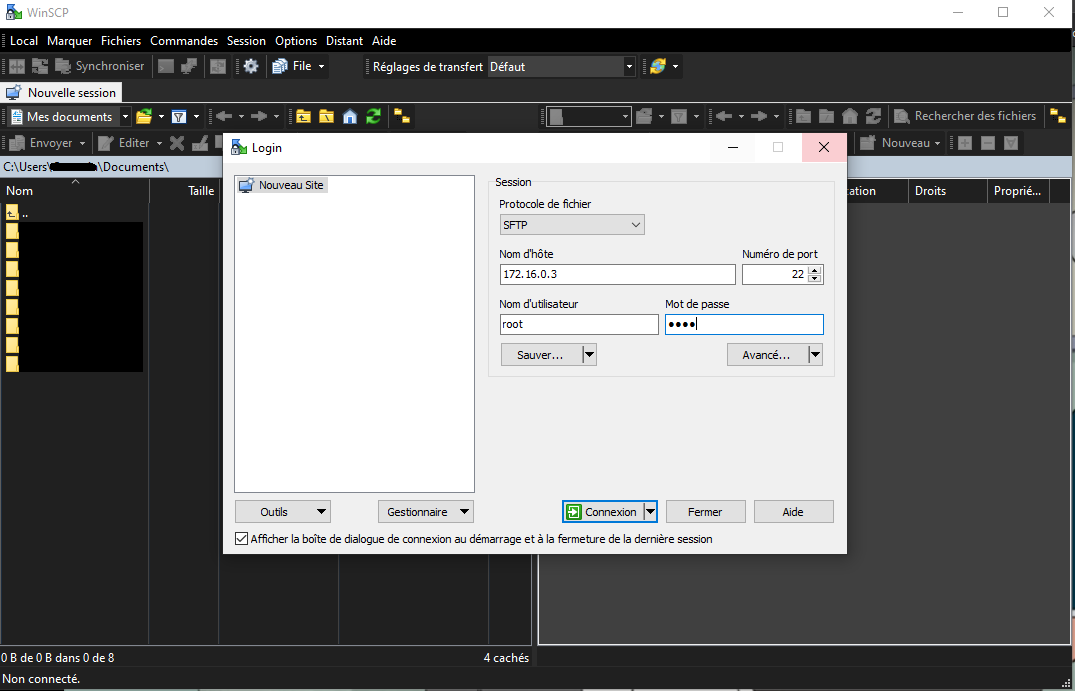 WinSCP
Local Marquer Fichiers Commandes Session Options Distant Aide
Synchroniser File Réglages de transfert Défaut
Nouvelle session
Mes documents Rechercher des fichiers
Envoyer Editer Nouveau
C:\Users\ \Documents\
Nom Taille ation Droits Proprié...
..
Login
Nouveau Site
Session
Protocole de fichier
SFTP
Nom d'hôte Numéro de port
172.16.0.3 22
Nom d'utilisateur Mot de passe
root ●●●●
Sauver... Avancé...
Outils Gestionnaire Connexion Fermer Aide
Afficher la boîte de dialogue de connexion au démarrage et à la fermeture de la dernière session
0 B de 0 B dans 0 de 8 4 cachés
Non connecté.